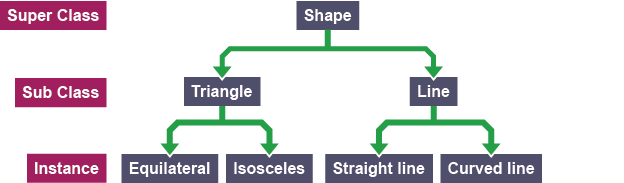 Super Class Shape
Sub Class Triangle Line
Instance Equilateral Isosceles Straight line Curved line